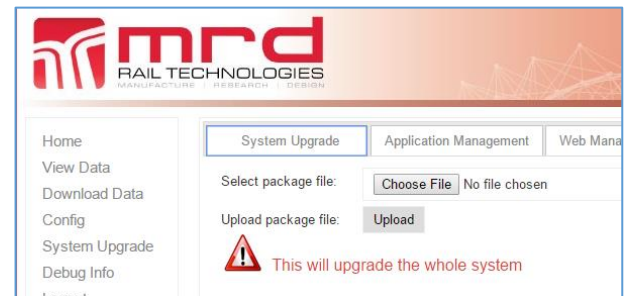 mrd
RAIL TECHNOLOGIES
MANUFACTURE | RESEARCH | DESIGN
Home
View Data
Download Data
Config
System Upgrade
Debug Info
System Upgrade Application Management Web Mana
Select package file: Choose File No file chosen
Upload package file: Upload
This will upgrade the whole system